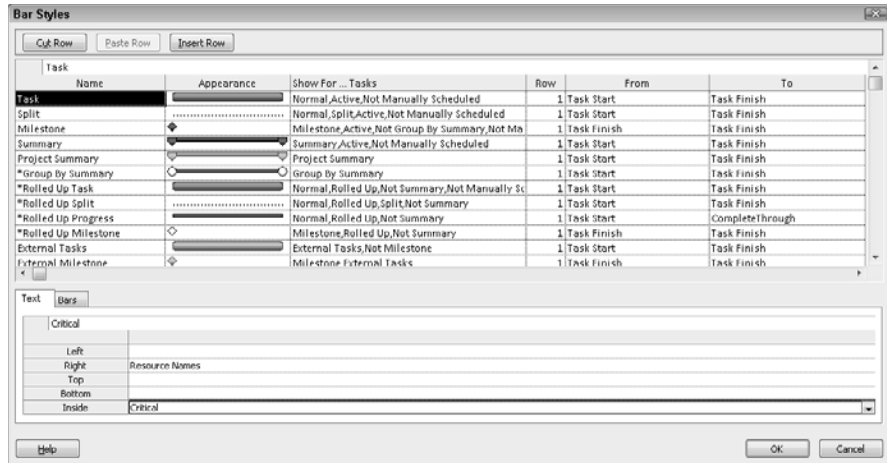 Bar Styles
Cut Row Paste Row Insert Row
Task
Name Appearance Show For ... Tasks Row From To
Task Normal,Active,Not Manually Scheduled 1 Task Start Task Finish
Split Normal,Split,Active,Not Manually Scheduled 1 Task Start Task Finish
Milestone Milestone,Active,Not Group By Summary,Not Ma 1 Task Finish Task Finish
Summary Summary,Active,Not Manually Scheduled 1 Task Start Task Finish
Project Summary Project Summary 1 Task Start Task Finish
*Group By Summary Group By Summary 1 Task Start Task Finish
*Rolled Up Task Normal,Rolled Up,Not Summary,Not Manually Sc 1 Task Start Task Finish
*Rolled Up Split Normal,Rolled Up,Split,Not Summary 1 Task Start Task Finish
*Rolled Up Progress Normal,Rolled Up,Not Summary 1 Task Start CompleteThrough
*Rolled Up Milestone Milestone,Rolled Up,Not Summary 1 Task Finish Task Finish
External Tasks External Tasks,Not Milestone 1 Task Start Task Finish
External Milestone Milestone External Tasks 1 Task Finish Task Finish
Text Bars
Critical
Left
Right Resource Names
Top
Bottom
Inside Critical
Help OK Cancel